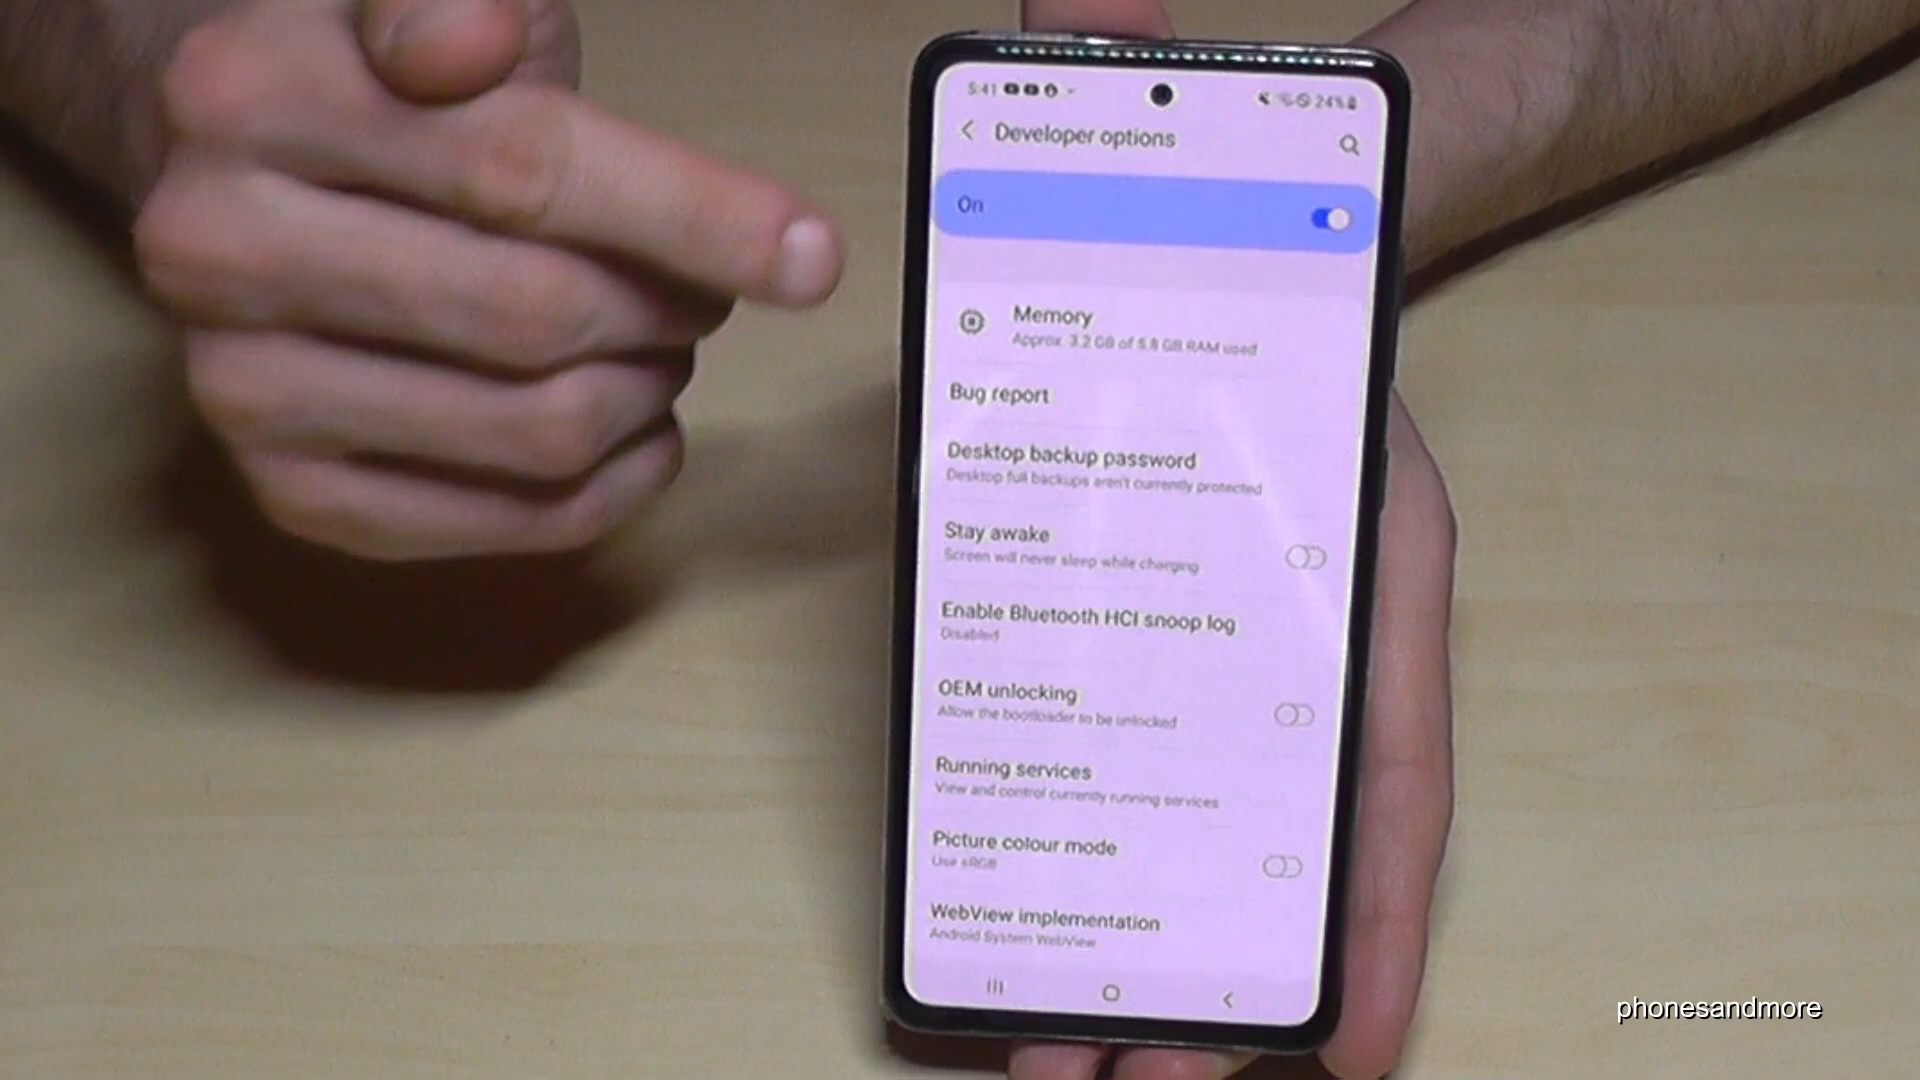 5:41
24%
Developer options
On
Memory
Approx. 3.2 GB of 5.8 GB RAM used
Bug report
Desktop backup password
Desktop full backups aren't currently protected
Stay awake
Screen will never sleep while charging
Enable Bluetooth HCI snoop log
Disabled
OEM unlocking
Allow the bootloader to be unlocked
Running services
View and control currently running services
Picture colour mode
Use sRGB
WebView implementation
Android System WebView
phonesandmore